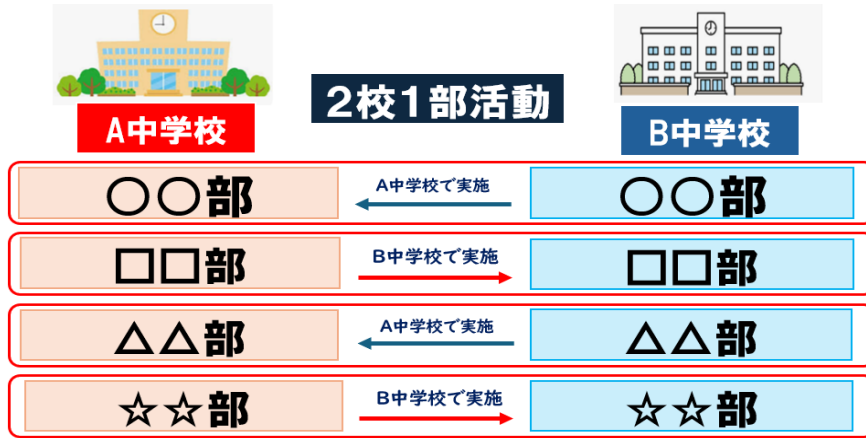 2校1部活動
A中学校
B中学校
○○部 A中学校で実施 ○○部
□□部 B中学校で実施 □□部
△△部 A中学校で実施 △△部
☆☆部 B中学校で実施 ☆☆部